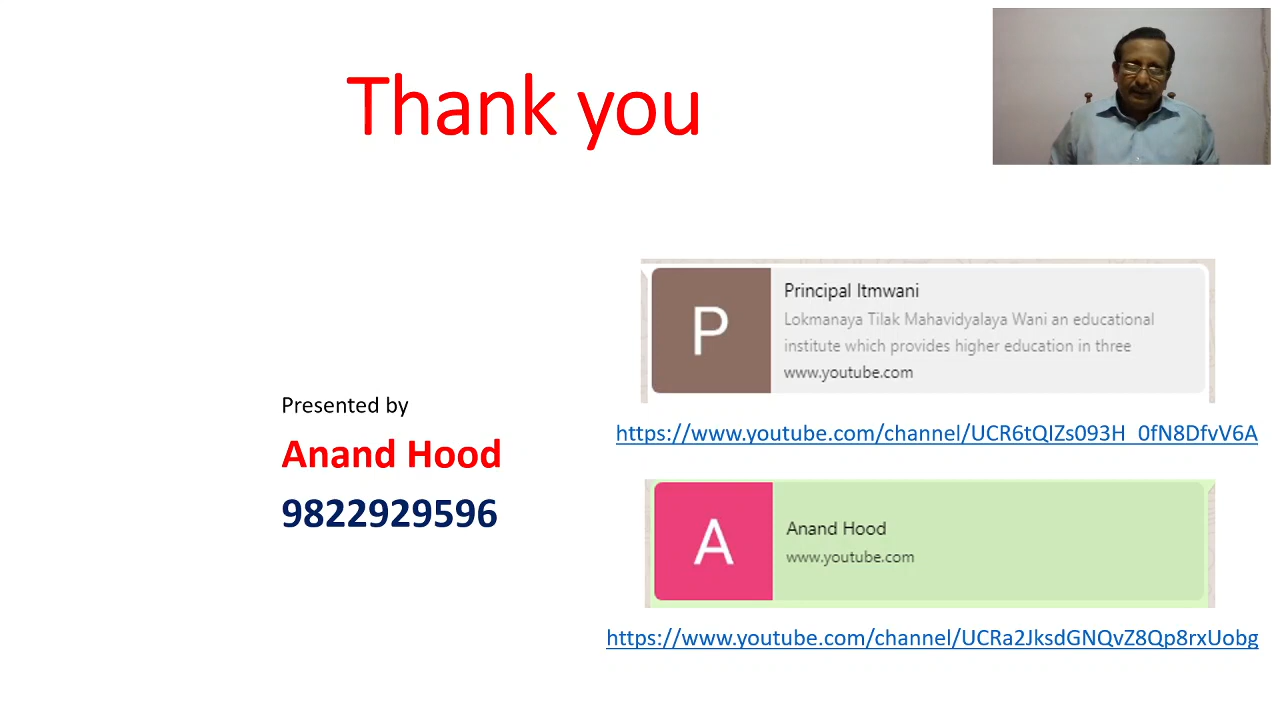 Thank you
P
Principal ltmwani
Lokmanaya Tilak Mahavidyalaya Wani an educational
institute which provides higher education in three
www.youtube.com
https://www.youtube.com/channel/UCR6tQIZs093H_0fN8DfvV6A
Presented by
Anand Hood
9822929596
A
Anand Hood
www.youtube.com
https://www.youtube.com/channel/UCRa2JksdGNQvZ8Qp8rxUobg